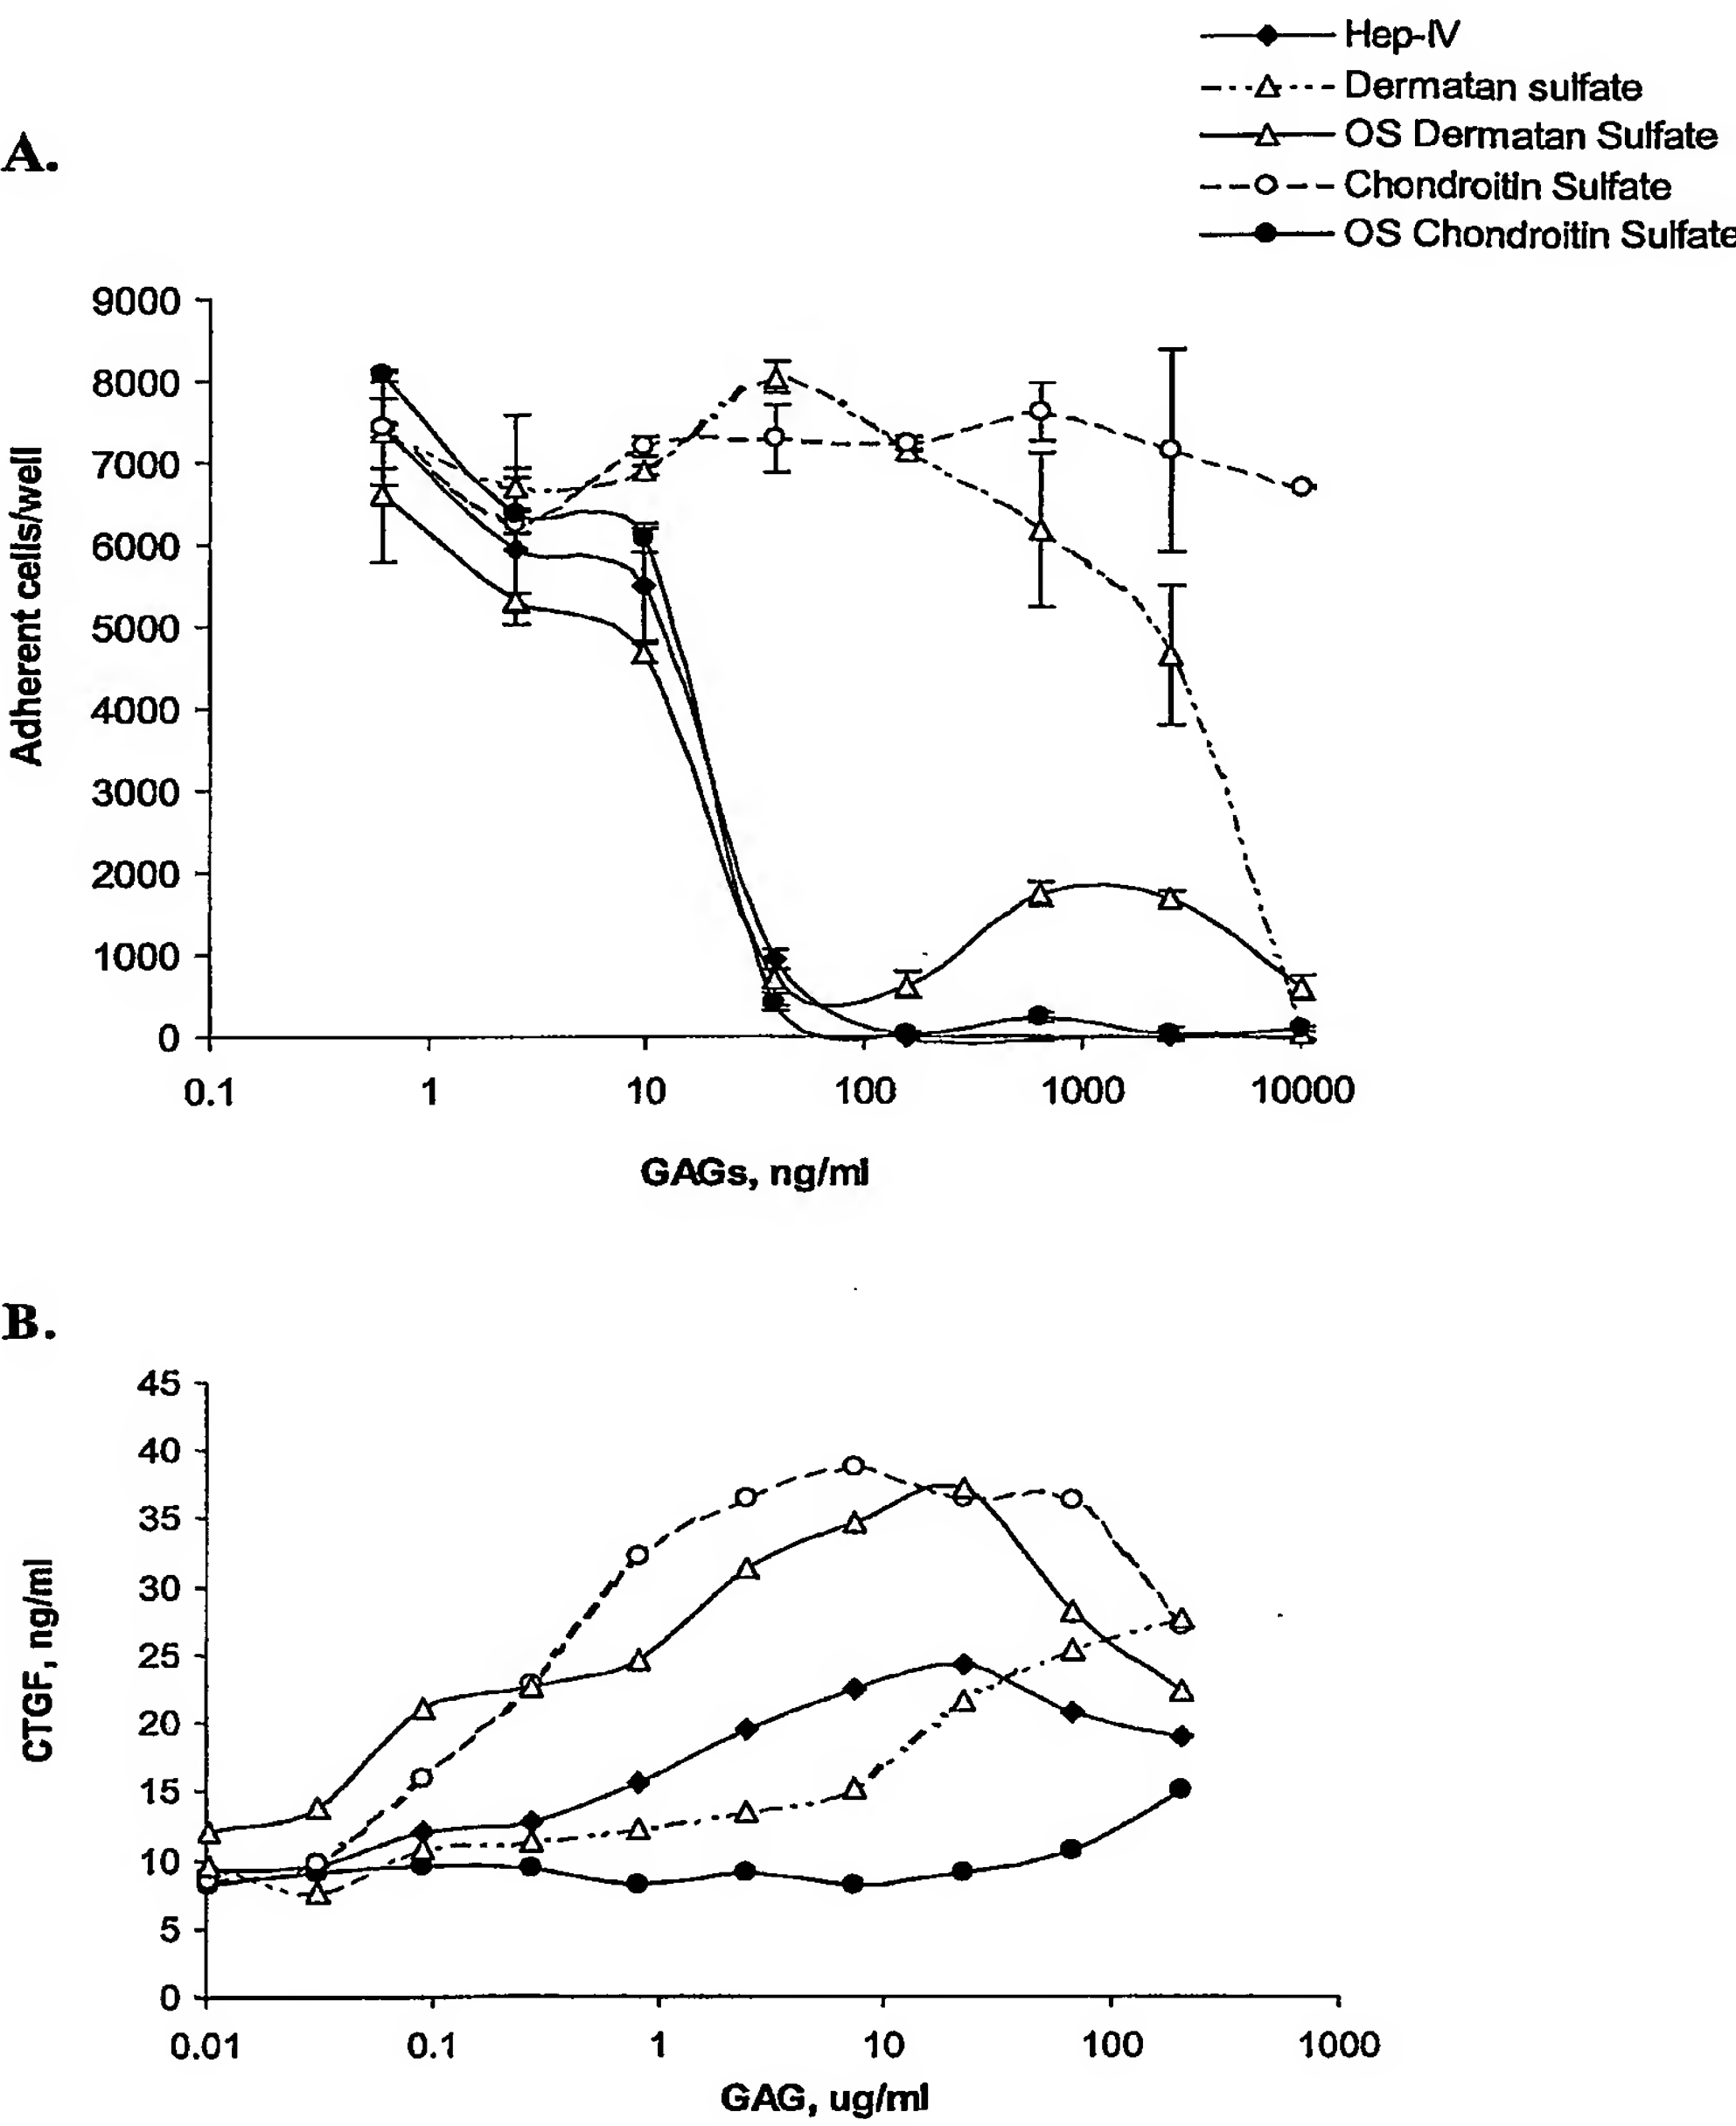 Hep-IV
Dermatan sulfate
OS Dermatan Sulfate
Chondroitin Sulfate
OS Chondroitin Sulfate
A.
9000
8000
7000
6000
5000
4000
3000
2000
1000
0
Adherent cells/well
0.1 1 10 100 1000 10000
GAGs, ng/ml
B.
45
40
35
30
25
20
15
10
5
0
CTGF, ng/ml
0.01 0.1 1 10 100 1000
GAG, ug/ml